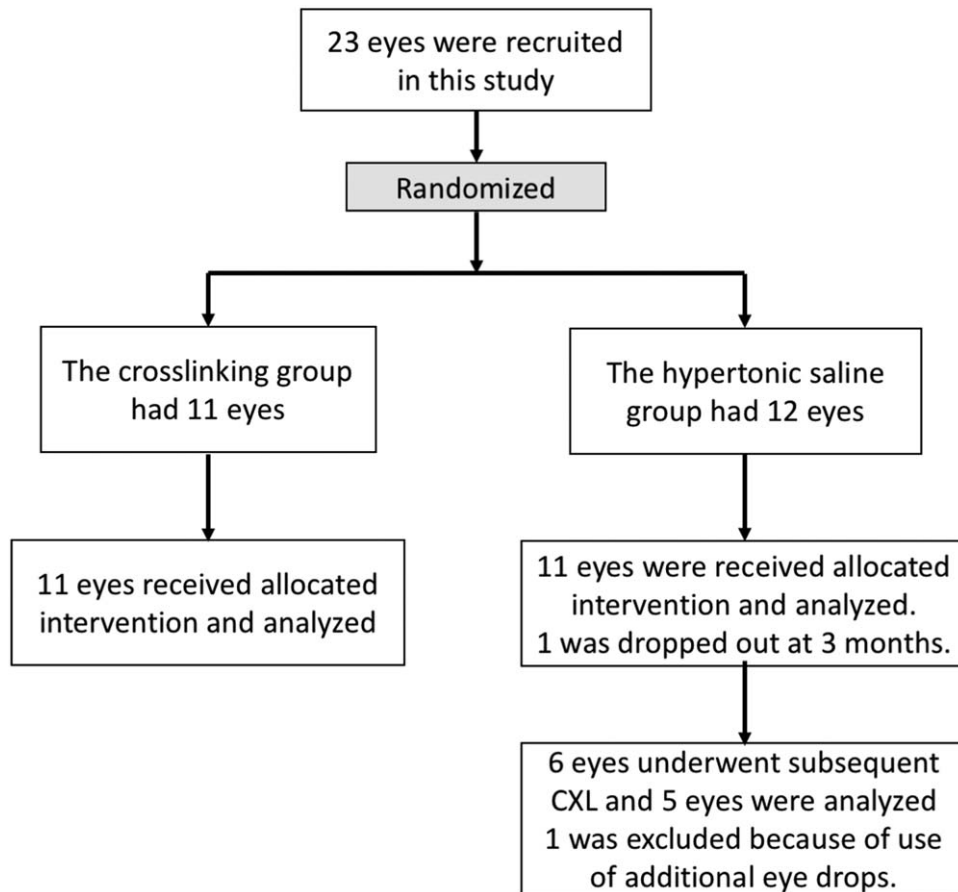 23 eyes were recruited
in this study
Randomized
The crosslinking group
had 11 eyes
The hypertonic saline
group had 12 eyes
11 eyes received allocated
intervention and analyzed
11 eyes were received allocated
intervention and analyzed.
1 was dropped out at 3 months.
6 eyes underwent subsequent
CXL and 5 eyes were analyzed
1 was excluded because of use
of additional eye drops.